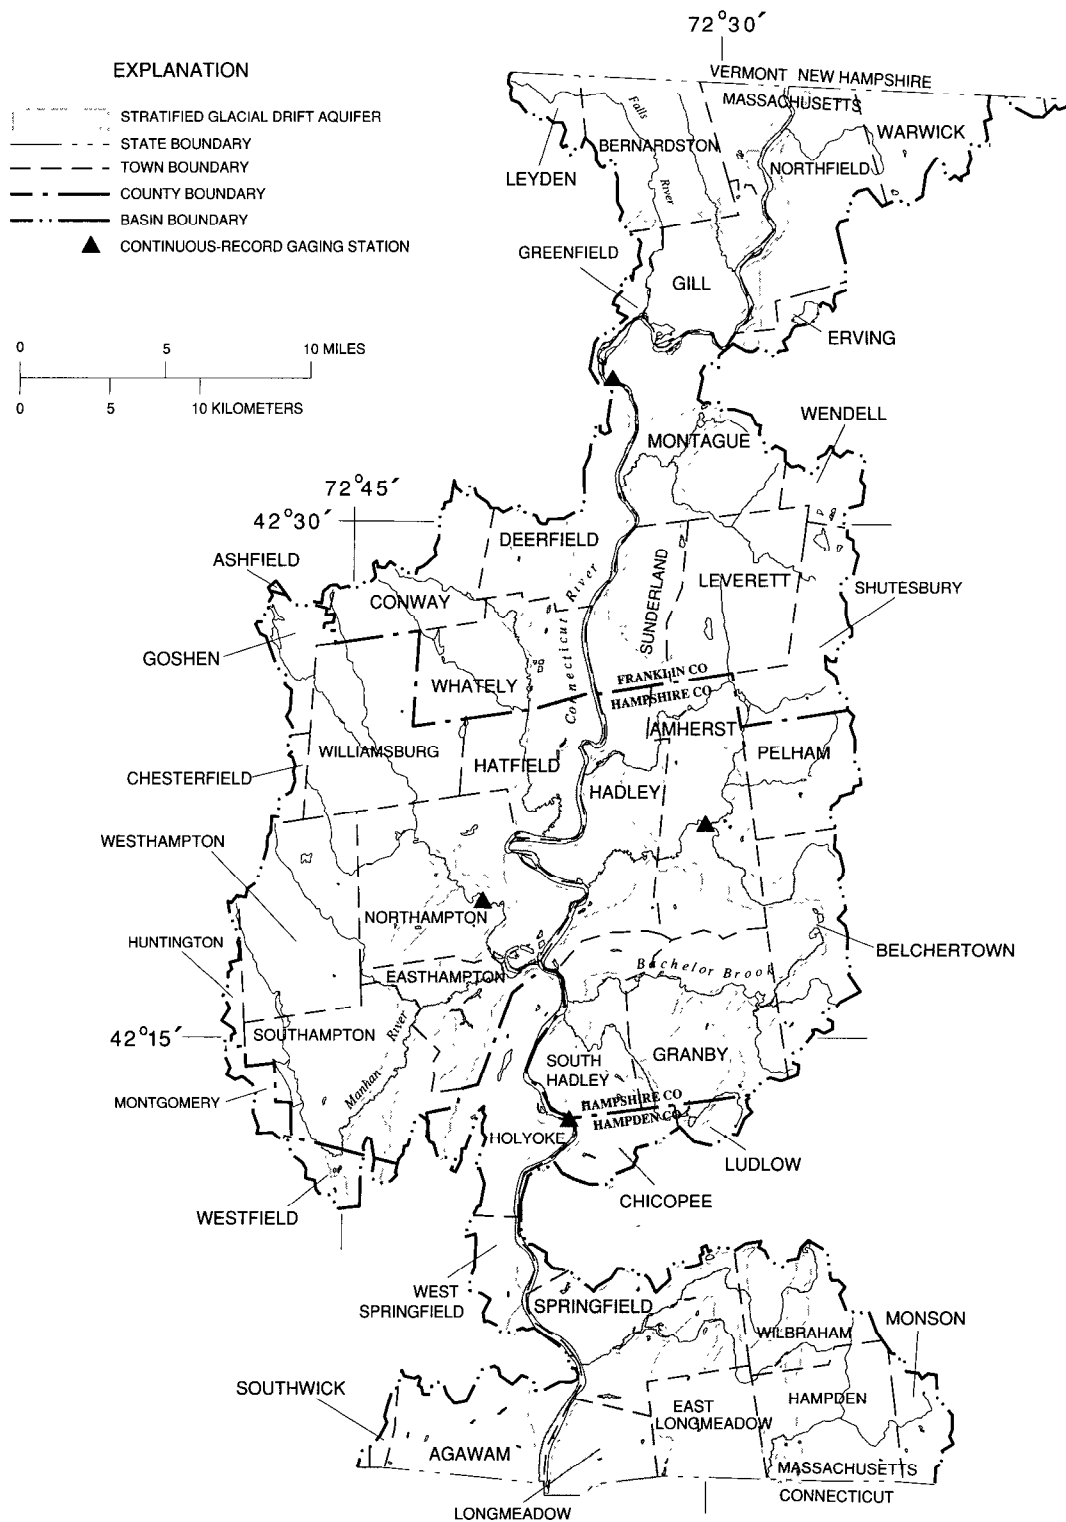 72°30´
EXPLANATION
STRATIFIED GLACIAL DRIFT AQUIFER
STATE BOUNDARY
TOWN BOUNDARY
COUNTY BOUNDARY
BASIN BOUNDARY
CONTINUOUS-RECORD GAGING STATION
0 5 10 MILES
0 5 10 KILOMETERS
VERMONT NEW HAMPSHIRE
MASSACHUSETTS
Falls
River
WARWICK
BERNARDSTON
NORTHFIELD
LEYDEN
GREENFIELD
GILL
ERVING
WENDELL
MONTAGUE
72°45´
42°30´
DEERFIELD
ASHFIELD
CONWAY
SUNDERLAND
LEVERETT
SHUTESBURY
Connecticut River
GOSHEN
WHATELY
FRANKLIN CO
HAMPSHIRE CO
AMHERST
WILLIAMSBURG
PELHAM
HATFIELD
CHESTERFIELD
HADLEY
WESTHAMPTON
NORTHAMPTON
HUNTINGTON
BELCHERTOWN
EASTHAMPTON
Bachelor Brook
42°15´
SOUTHAMPTON
Manhan River
SOUTH
HADLEY
GRANBY
MONTGOMERY
HAMPSHIRE CO
HAMPDEN CO
HOLYOKE
LUDLOW
CHICOPEE
WESTFIELD
WEST
SPRINGFIELD
SPRINGFIELD
WILBRAHAM
MONSON
SOUTHWICK
HAMPDEN
EAST
LONGMEADOW
AGAWAM
MASSACHUSETTS
CONNECTICUT
LONGMEADOW